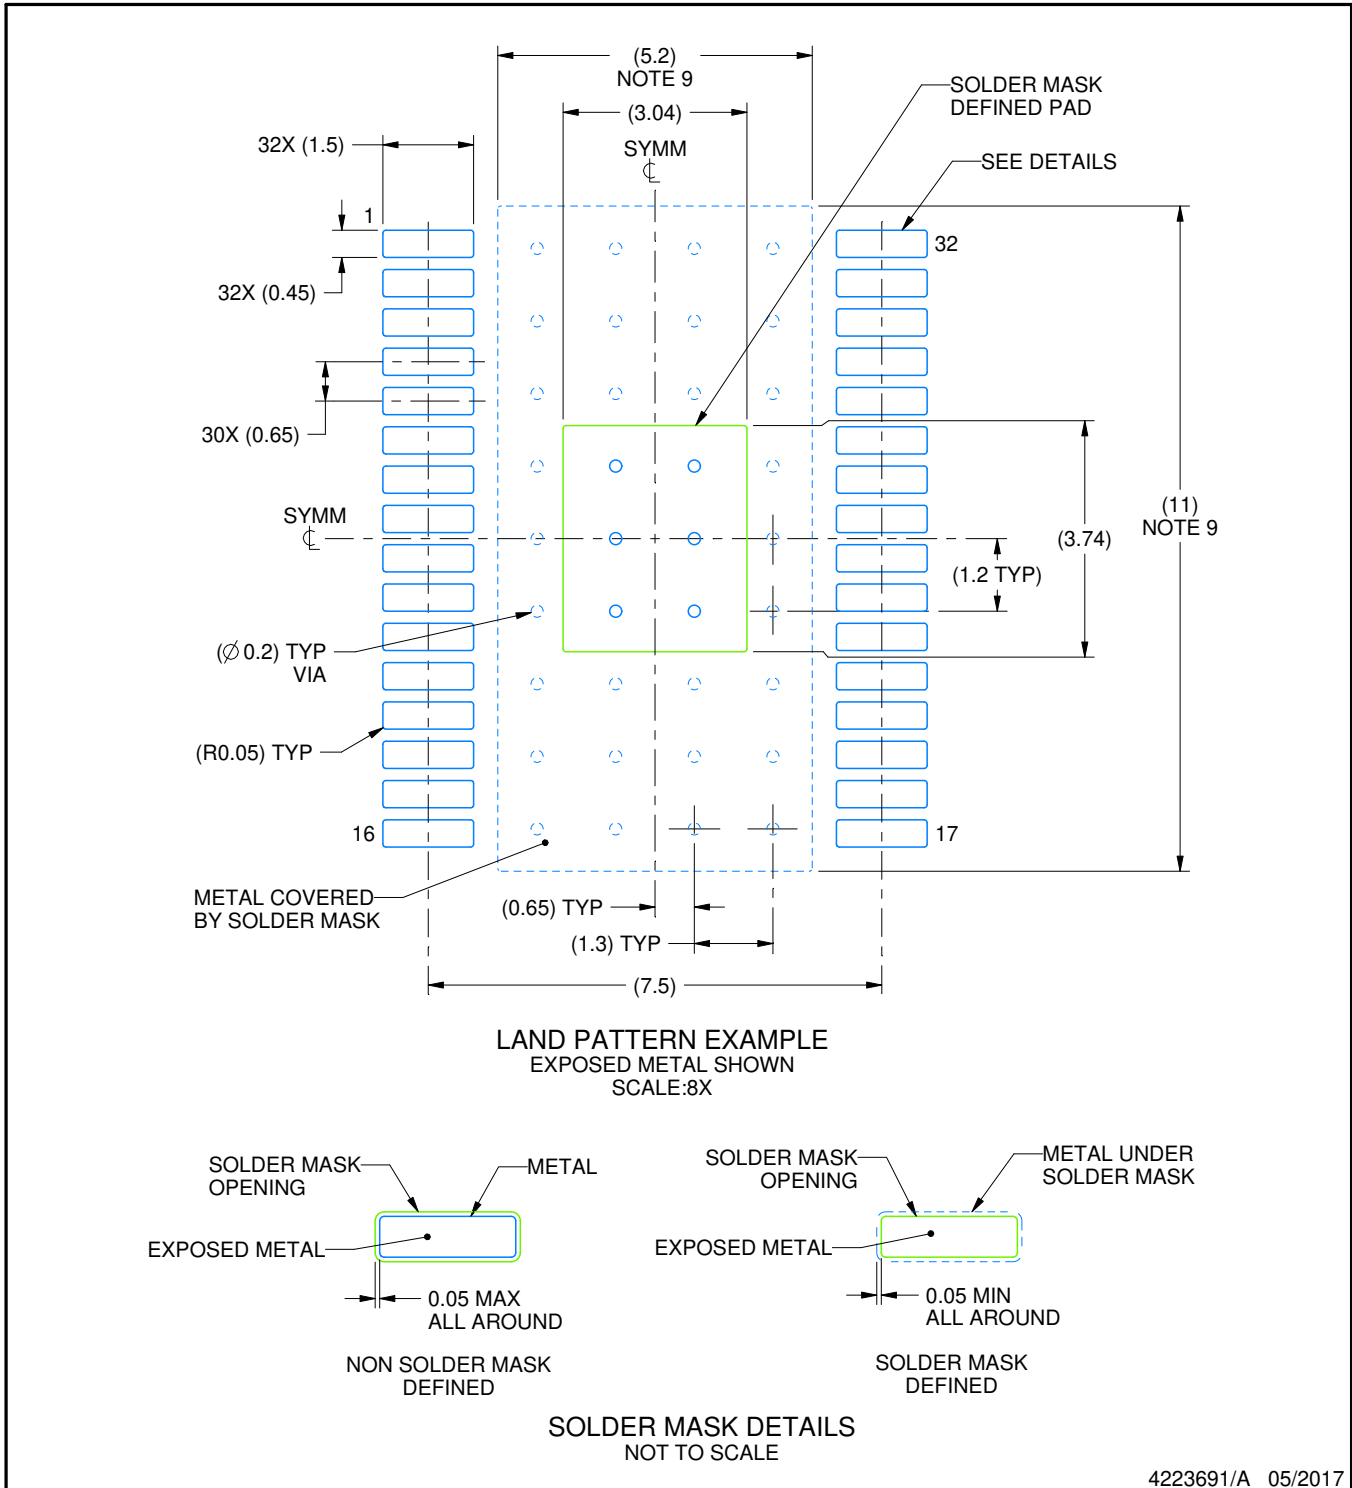 (5.2)
NOTE 9
(3.04)
SYMM
℄
SOLDER MASK
DEFINED PAD
32X (1.5)
SEE DETAILS
1
32
32X (0.45)
30X (0.65)
SYMM
℄
(11)
NOTE 9
(3.74)
(1.2 TYP)
(∅ 0.2) TYP
VIA
(R0.05) TYP
16
17
METAL COVERED
BY SOLDER MASK
(0.65) TYP
(1.3) TYP
(7.5)
LAND PATTERN EXAMPLE
EXPOSED METAL SHOWN
SCALE:8X
SOLDER MASK
OPENING
METAL
EXPOSED METAL
0.05 MAX
ALL AROUND
NON SOLDER MASK
DEFINED
SOLDER MASK
OPENING
METAL UNDER
SOLDER MASK
EXPOSED METAL
0.05 MIN
ALL AROUND
SOLDER MASK
DEFINED
SOLDER MASK DETAILS
NOT TO SCALE
4223691/A 05/2017